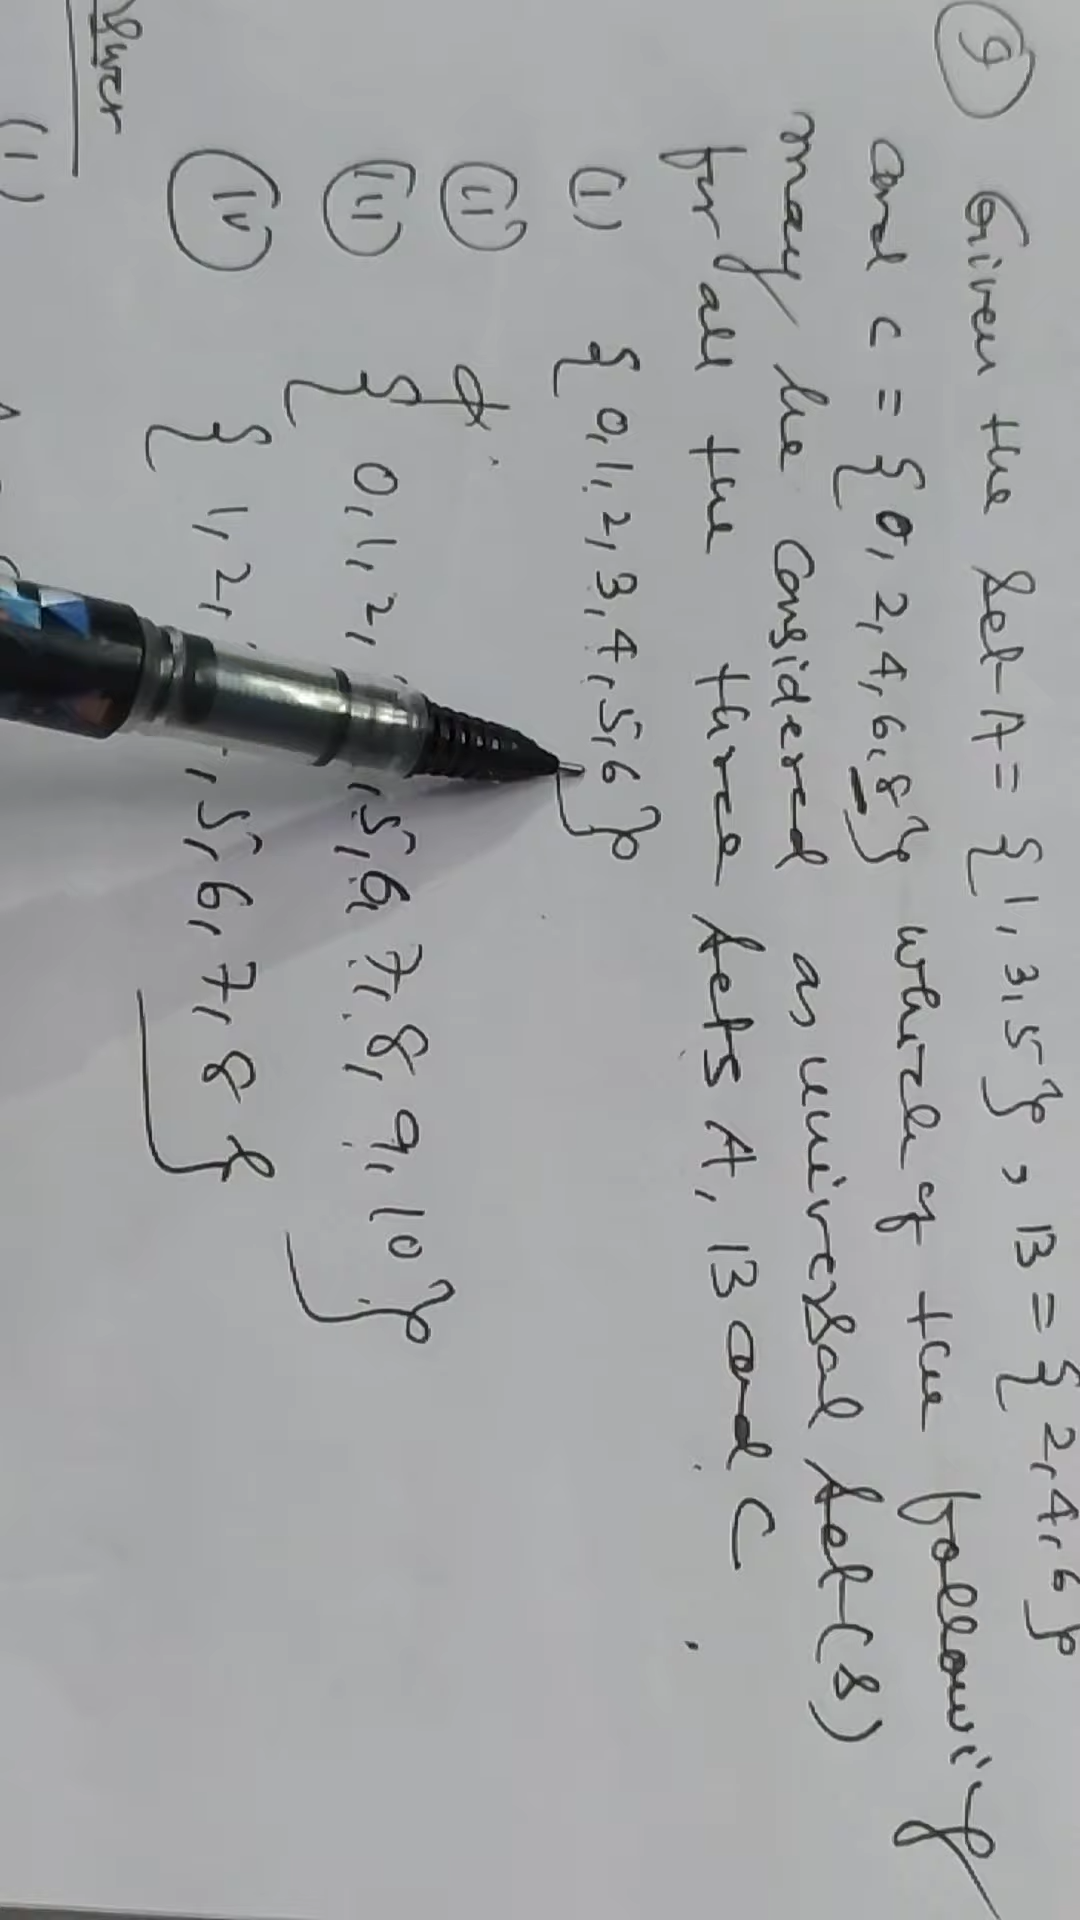 9 Given the set A = {1, 3, 5}, B = {2, 4, 6}
and C = {0, 2, 4, 6, 8} which of the following
may be considered as universal set(s)
for all the three sets A, B and C
(i) {0, 1, 2, 3, 4, 5, 6}
(ii) ϕ
(iii) {0, 1, 2, , 5, 6, 7, 8, 9, 10}
(iv) {1, 2, , 5, 6, 7, 8}
(1)